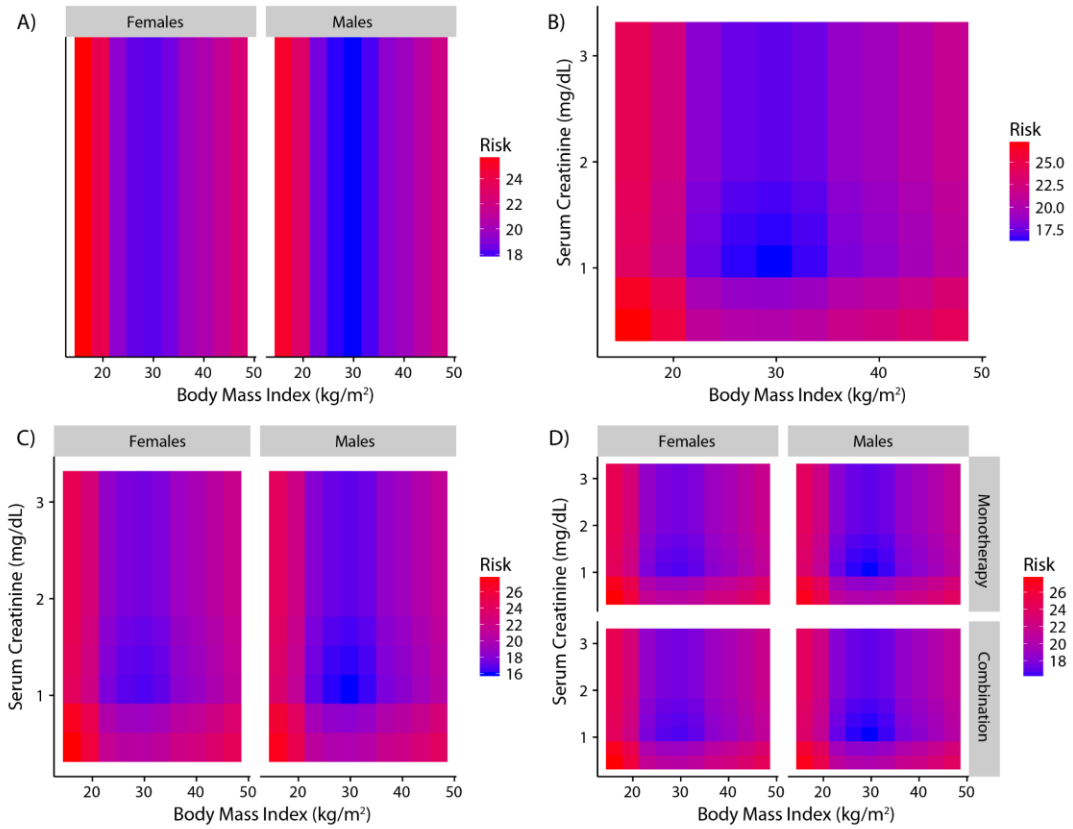 A)
Females
Males
20
30
40
50
20
30
40
50
Body Mass Index (kg/m²)
Risk
24
22
20
18
B)
3
2
1
Serum Creatinine (mg/dL)
20
30
40
50
Body Mass Index (kg/m²)
Risk
25.0
22.5
20.0
17.5
C)
Females
Males
3
2
1
Serum Creatinine (mg/dL)
20
30
40
50
20
30
40
50
Body Mass Index (kg/m²)
Risk
26
24
22
20
18
16
D)
Females
Males
Monotherapy
Combination
3
2
1
3
2
1
Serum Creatinine (mg/dL)
20
30
40
50
20
30
40
50
Body Mass Index (kg/m²)
Risk
26
24
22
20
18